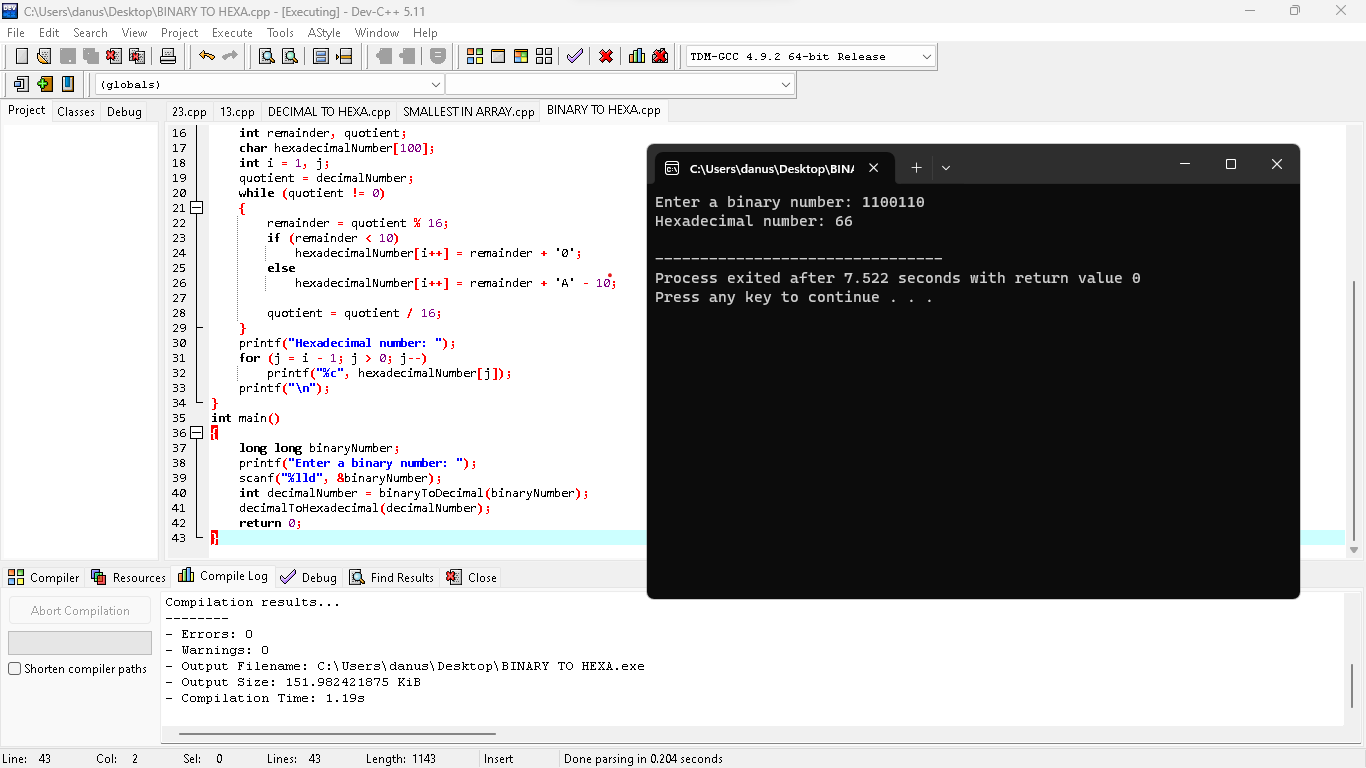 C:\Users\danus\Desktop\BINARY TO HEXA.cpp - [Executing] - Dev-C++ 5.11
File Edit Search View Project Execute Tools AStyle Window Help
TDM-GCC 4.9.2 64-bit Release
(globals)
Project Classes Debug
23.cpp 13.cpp DECIMAL TO HEXA.cpp SMALLEST IN ARRAY.cpp BINARY TO HEXA.cpp
16 int remainder, quotient;
17 char hexadecimalNumber[100];
18 int i = 1, j;
19 quotient = decimalNumber;
20 while (quotient != 0)
21 {
22 remainder = quotient % 16;
23 if (remainder < 10)
24 hexadecimalNumber[i++] = remainder + '0';
25 else
26 hexadecimalNumber[i++] = remainder + 'A' - 10;
27
28 quotient = quotient / 16;
29 }
30 printf("Hexadecimal number: ");
31 for (j = i - 1; j > 0; j--)
32 printf("%c", hexadecimalNumber[j]);
33 printf("\n");
34 }
35 int main()
36 {
37 long long binaryNumber;
38 printf("Enter a binary number: ");
39 scanf("%lld", &binaryNumber);
40 int decimalNumber = binaryToDecimal(binaryNumber);
41 decimalToHexadecimal(decimalNumber);
42 return 0;
43 }
C:\Users\danus\Desktop\BINA
Enter a binary number: 1100110
Hexadecimal number: 66
--------------------------------
Process exited after 7.522 seconds with return value 0
Press any key to continue . . .
Compiler Resources Compile Log Debug Find Results Close
Abort Compilation
Shorten compiler paths
Compilation results...
--------
- Errors: 0
- Warnings: 0
- Output Filename: C:\Users\danus\Desktop\BINARY TO HEXA.exe
- Output Size: 151.982421875 KiB
- Compilation Time: 1.19s
Line: 43 Col: 2 Sel: 0 Lines: 43 Length: 1143 Insert Done parsing in 0.204 seconds